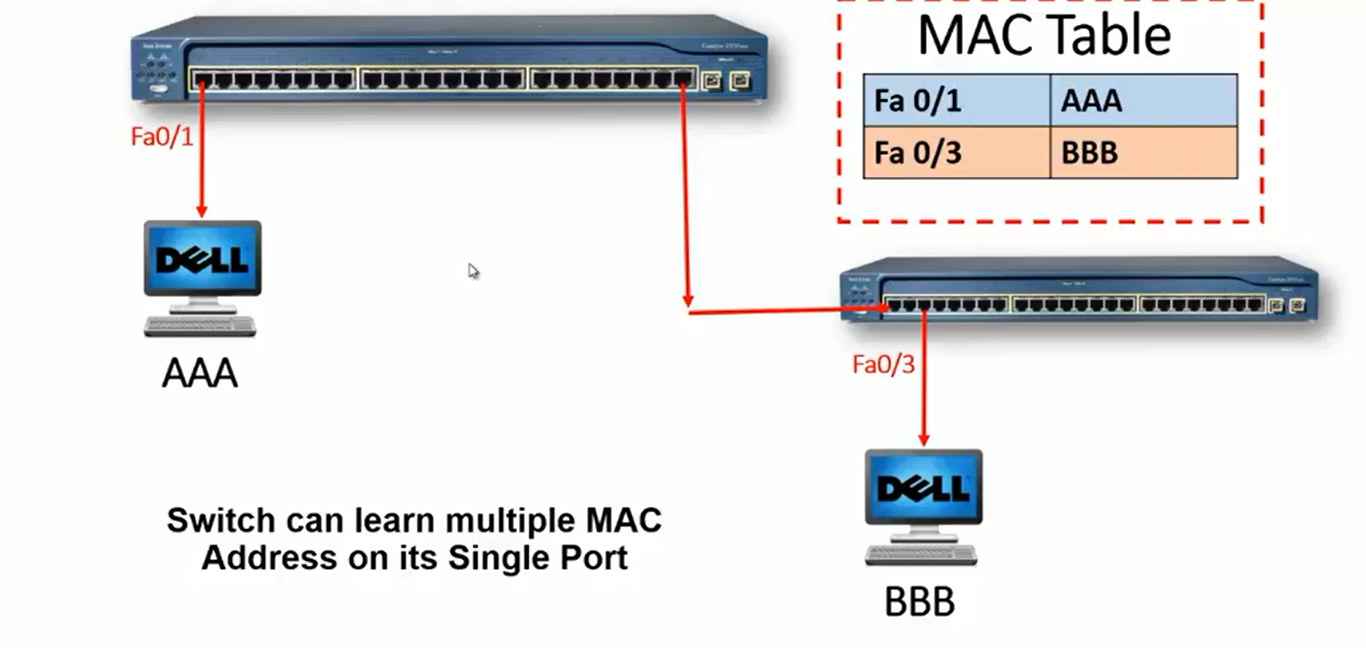 MAC Table
Fa 0/1 AAA
Fa 0/3 BBB
Fa0/1
DELL
AAA
Fa0/3
DELL
BBB
Switch can learn multiple MAC
Address on its Single Port